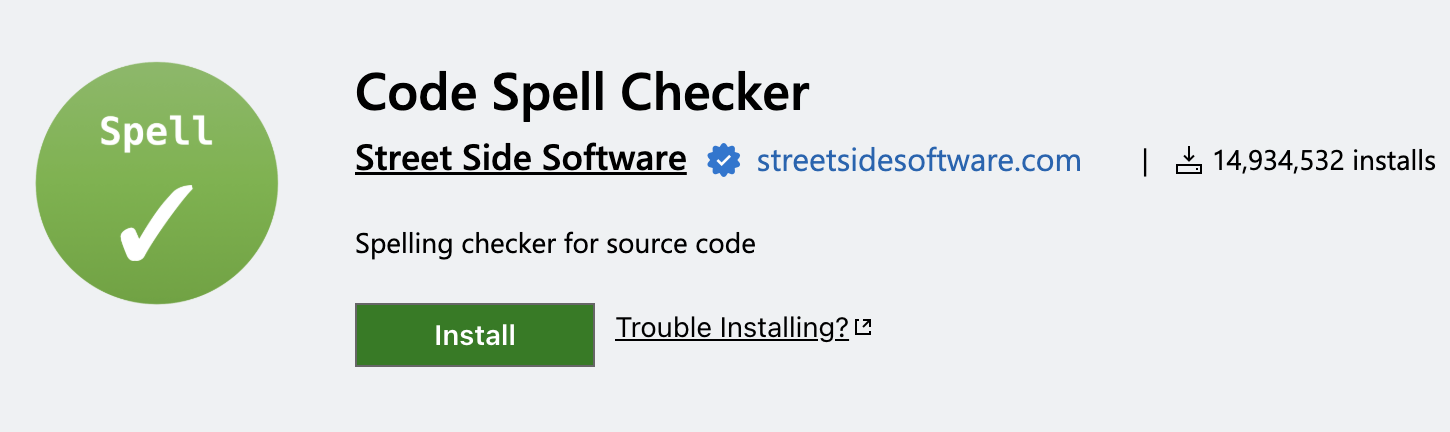 Spell
Code Spell Checker
Street Side Software streetsidesoftware.com | 14,934,532 installs
Spelling checker for source code
Install Trouble Installing?